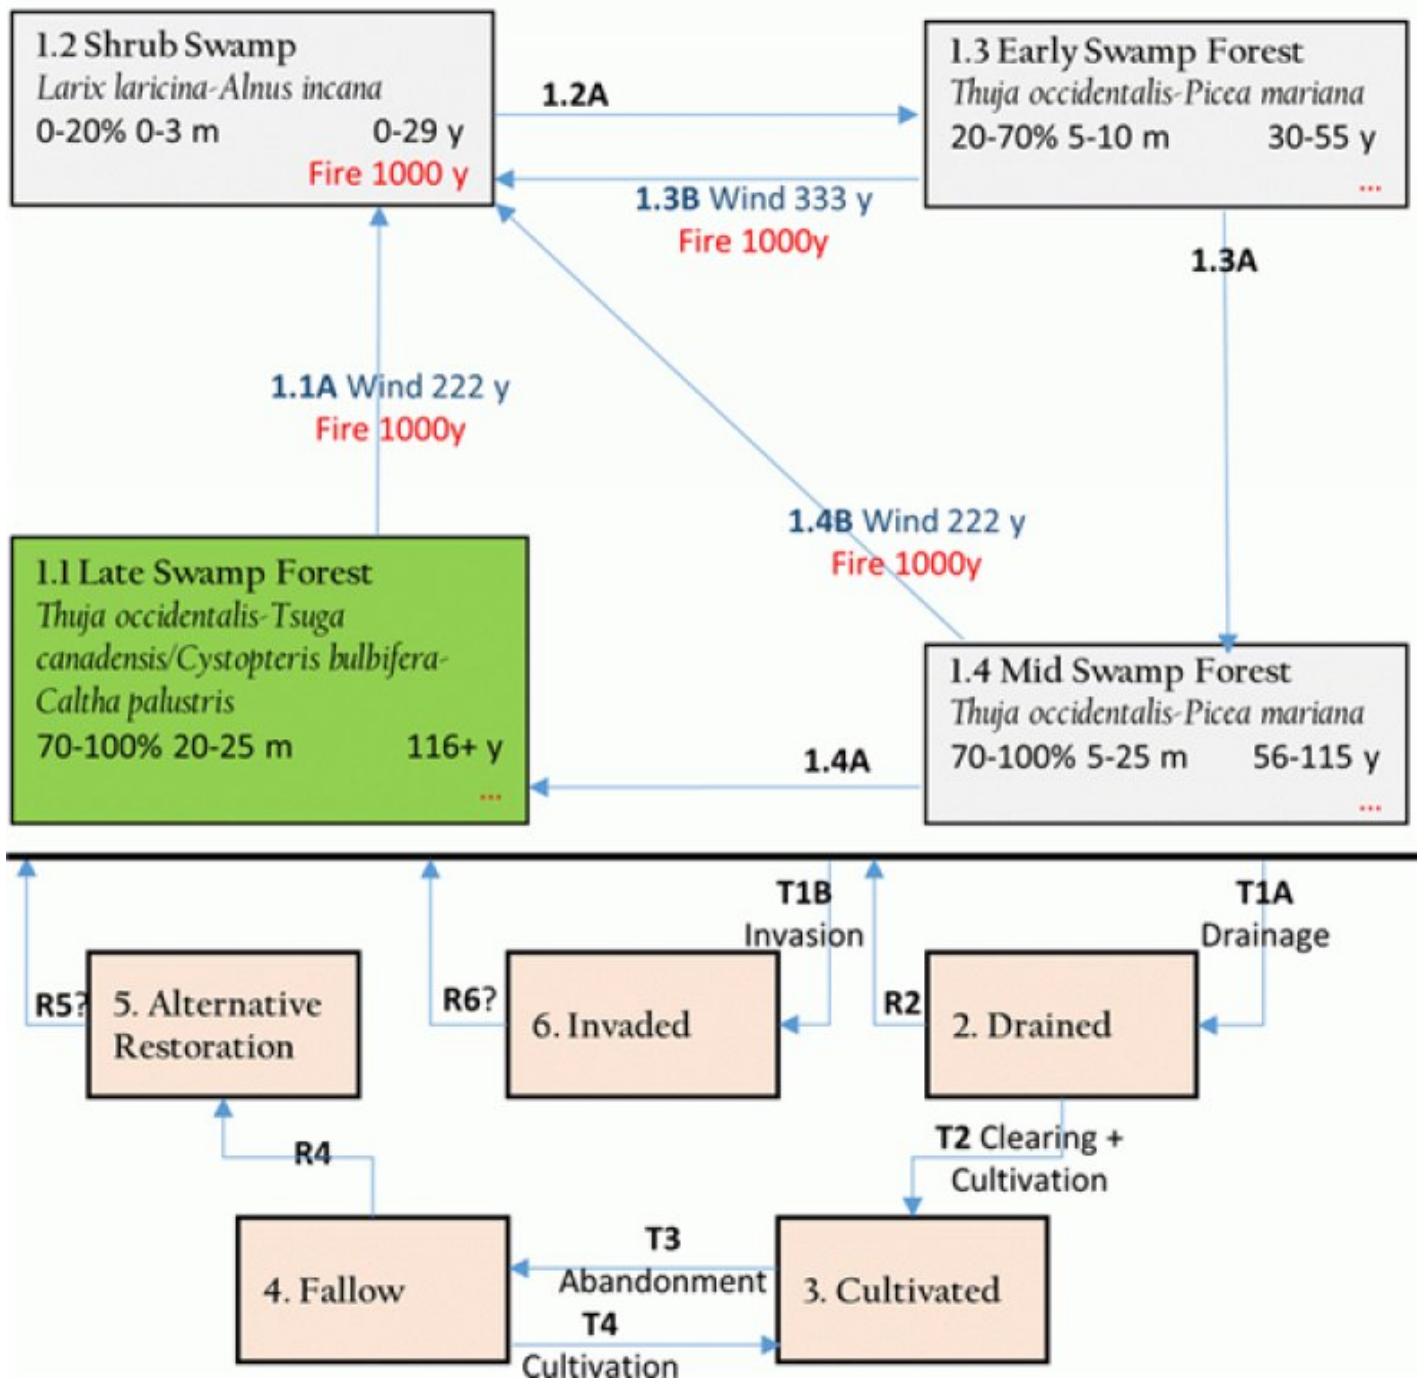 1.2 Shrub Swamp
Larix laricina-Alnus incana
0-20% 0-3 m 0-29 y
Fire 1000 y
1.2A
1.3 Early Swamp Forest
Thuja occidentalis-Picea mariana
20-70% 5-10 m 30-55 y
...
1.3B Wind 333 y
Fire 1000y
1.3A
1.1A Wind 222 y
Fire 1000y
1.4B Wind 222 y
Fire 1000y
1.1 Late Swamp Forest
Thuja occidentalis-Tsuga
canadensis/Cystopteris bulbifera-
Caltha palustris
70-100% 20-25 m 116+ y
...
1.4A
1.4 Mid Swamp Forest
Thuja occidentalis-Picea mariana
70-100% 5-25 m 56-115 y
...
T1B
Invasion
T1A
Drainage
R5?
5. Alternative
Restoration
R6?
6. Invaded
R2
2. Drained
R4
T2 Clearing +
Cultivation
4. Fallow
T3
Abandonment
T4
Cultivation
3. Cultivated